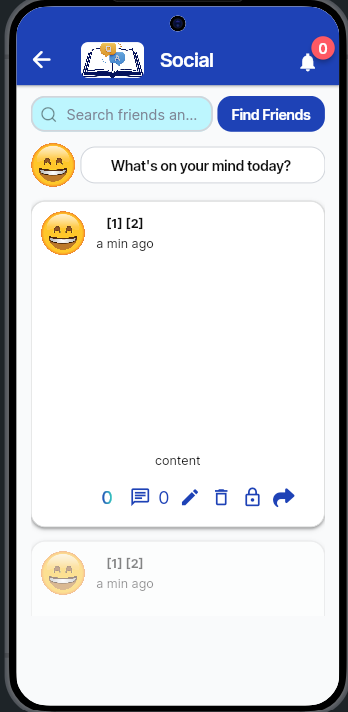 Social
0
Search friends an...
Find Friends
What's on your mind today?
[1] [2]
a min ago
content
0 0
[1] [2]
a min ago